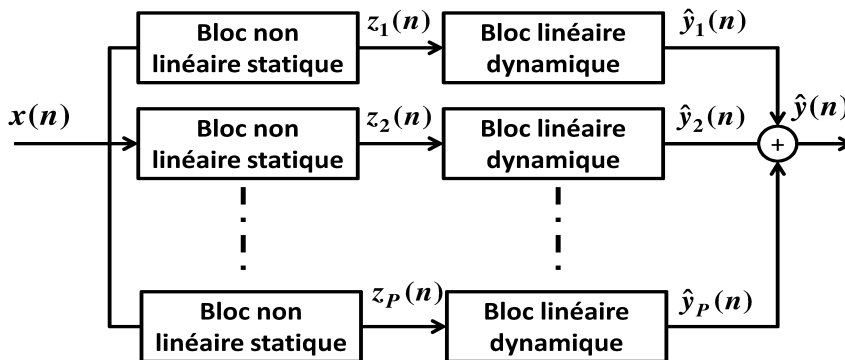 Bloc non
linéaire statique
z₁(n)
Bloc linéaire
dynamique
ŷ₁(n)
x(n)
Bloc non
linéaire statique
z₂(n)
Bloc linéaire
dynamique
ŷ₂(n)
+
ŷ(n)
Bloc non
linéaire statique
z_P(n)
Bloc linéaire
dynamique
ŷ_P(n)